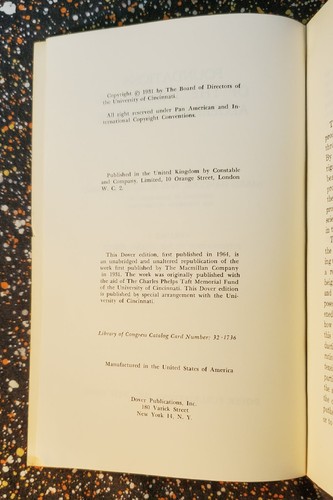 Copyright © 1931 by The Board of Directors of
the University of Cincinnati.
All right reserved under Pan American and In-
ternational Copyright Conventions.
Published in the United Kingdom by Constable
and Company, Limited, 10 Orange Street, London
W. C. 2.
This Dover edition, first published in 1964, is
an unabridged and unaltered republication of the
work first published by The Macmillan Company
in 1931. The work was originally published with
the aid of The Charles Phelps Taft Memorial Fund
of the University of Cincinnati. This Dover edition
is published by special arrangement with the Uni-
versity of Cincinnati.
Library of Congress Catalog Card Number: 32-1736
Manufactured in the United States of America
Dover Publications, Inc.
180 Varick Street
New York 14, N. Y.